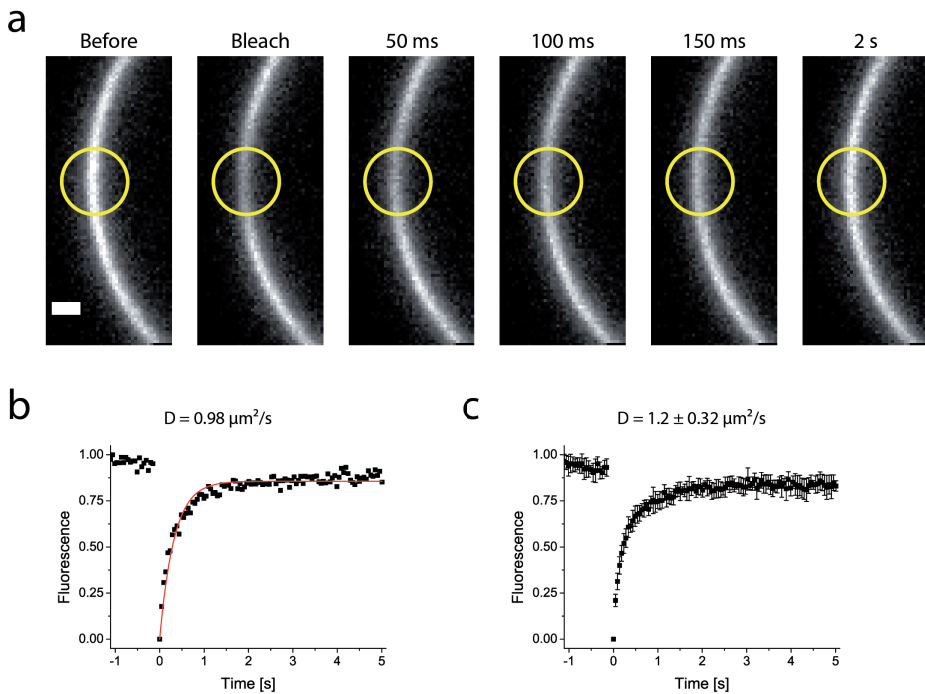 a
Before Bleach 50 ms 100 ms 150 ms 2 s
b
D = 0.98 µm²/s
1.00
0.75
0.50
0.25
0.00
Fluorescence
-1 0 1 2 3 4 5
Time [s]
c
D = 1.2 ± 0.32 µm²/s
1.00
0.75
0.50
0.25
0.00
Fluorescence
-1 0 1 2 3 4 5
Time [s]